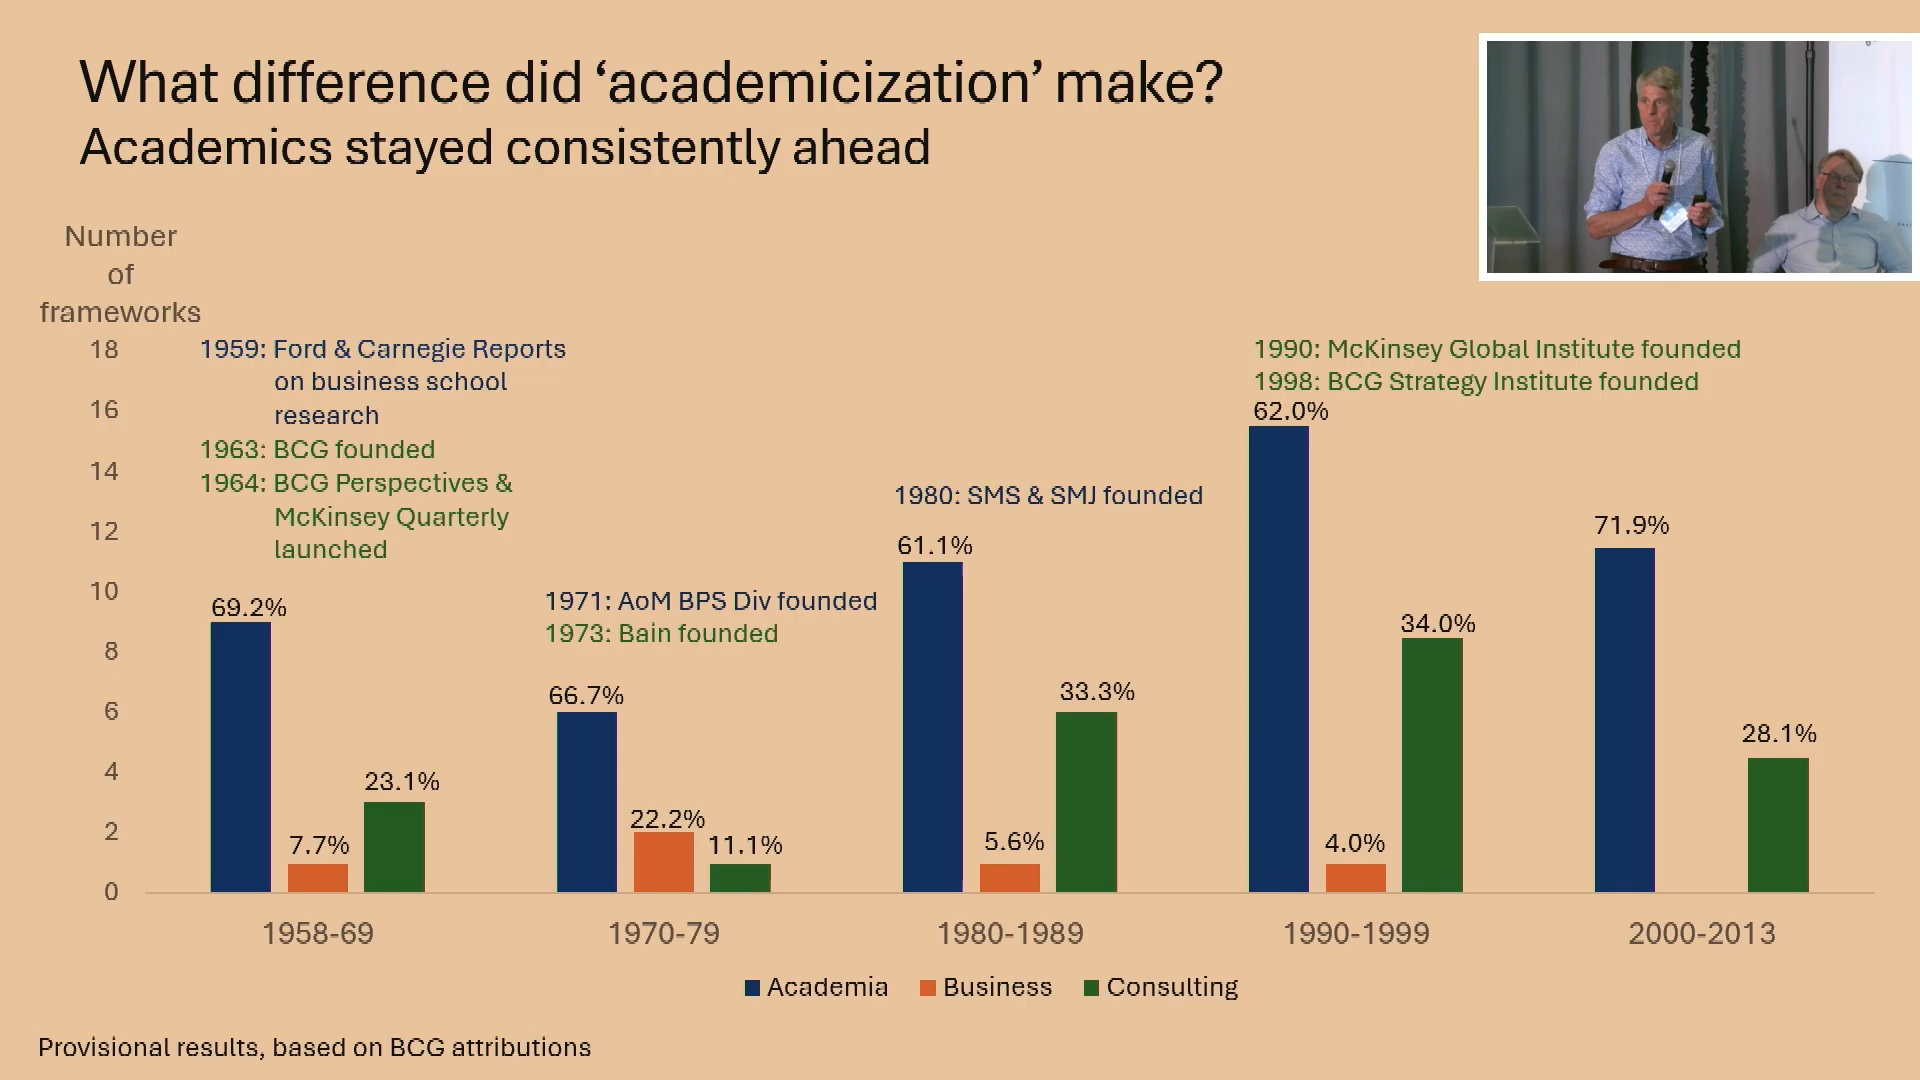 What difference did ‘academicization’ make?
Academics stayed consistently ahead
Number
of
frameworks
18
16
14
12
10
8
6
4
2
0
1959: Ford & Carnegie Reports
on business school
research
1963: BCG founded
1964: BCG Perspectives &
McKinsey Quarterly
launched
1971: AoM BPS Div founded
1973: Bain founded
1980: SMS & SMJ founded
1990: McKinsey Global Institute founded
1998: BCG Strategy Institute founded
69.2%
7.7%
23.1%
66.7%
22.2%
11.1%
61.1%
5.6%
33.3%
62.0%
4.0%
34.0%
71.9%
28.1%
1958-69
1970-79
1980-1989
1990-1999
2000-2013
Academia
Business
Consulting
Provisional results, based on BCG attributions